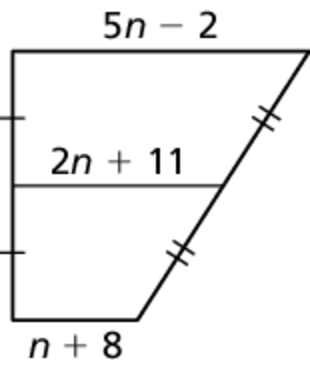 5n − 2
2n + 11
n + 8